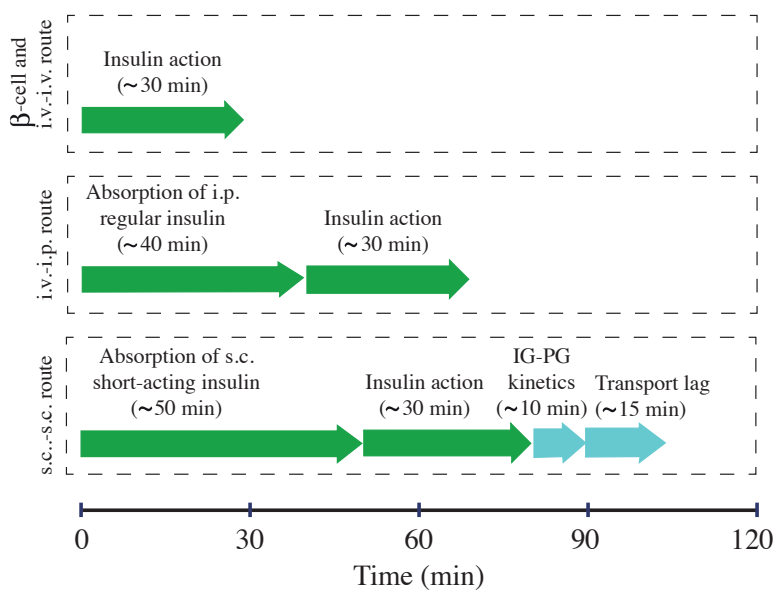 β-cell and
i.v.-i.v. route
Insulin action
(~30 min)
i.v.-i.p. route
Absorption of i.p.
regular insulin
(~40 min)
Insulin action
(~30 min)
s.c..-s.c. route
Absorption of s.c.
short-acting insulin
(~50 min)
Insulin action
(~30 min)
IG-PG
kinetics
(~10 min)
Transport lag
(~15 min)
0 30 60 90 120
Time (min)